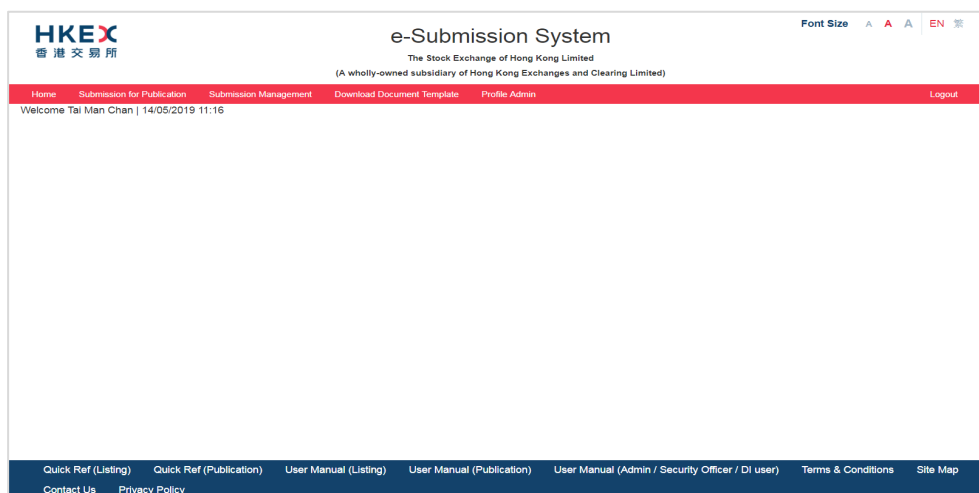 HKEX
香港交易所
e-Submission System
The Stock Exchange of Hong Kong Limited
(A wholly-owned subsidiary of Hong Kong Exchanges and Clearing Limited)
Font Size A A A EN 繁
Home Submission for Publication Submission Management Download Document Template Profile Admin Logout
Welcome Tai Man Chan | 14/05/2019 11:16
Quick Ref (Listing) Quick Ref (Publication) User Manual (Listing) User Manual (Publication) User Manual (Admin / Security Officer / DI user) Terms & Conditions Site Map
Contact Us Privacy Policy